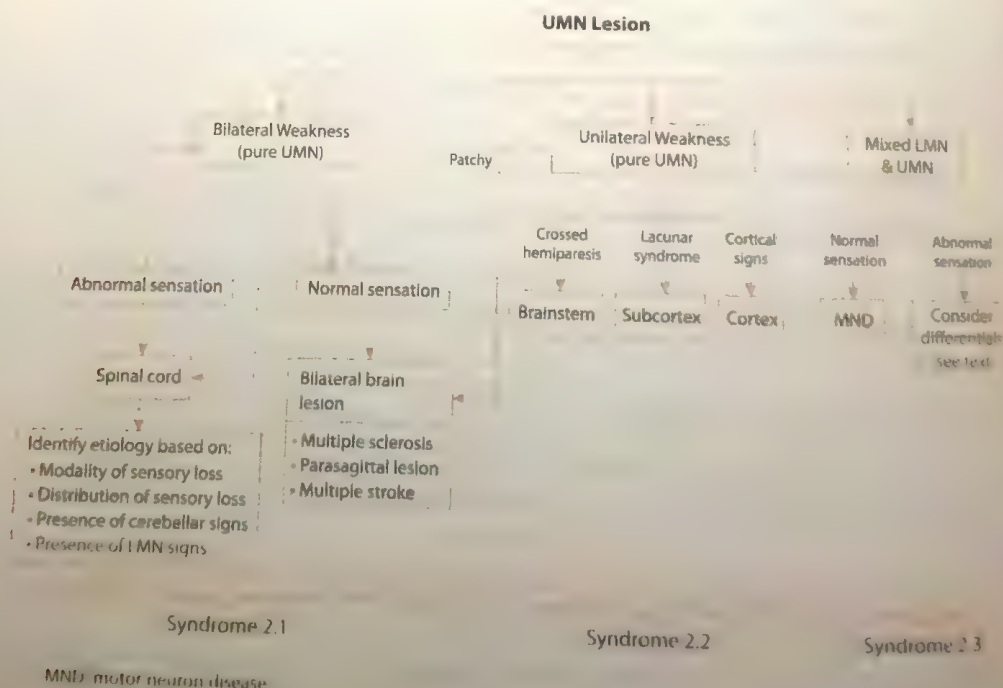 UMN Lesion
Bilateral Weakness
(pure UMN)
Patchy
Unilateral Weakness
(pure UMN)
Mixed LMN
& UMN
Abnormal sensation
Normal sensation
Crossed
hemiparesis
Lacunar
syndrome
Cortical
signs
Normal
sensation
Abnormal
sensation
Brainstem
Subcortex
Cortex
MND
Consider
differentials
see text
Spinal cord
Bilateral brain
lesion
Identify etiology based on:
• Modality of sensory loss
• Distribution of sensory loss
• Presence of cerebellar signs
• Presence of LMN signs
• Multiple sclerosis
• Parasagittal lesion
• Multiple stroke
Syndrome 2.1
Syndrome 2.2
Syndrome 2.3
MND motor neuron disease